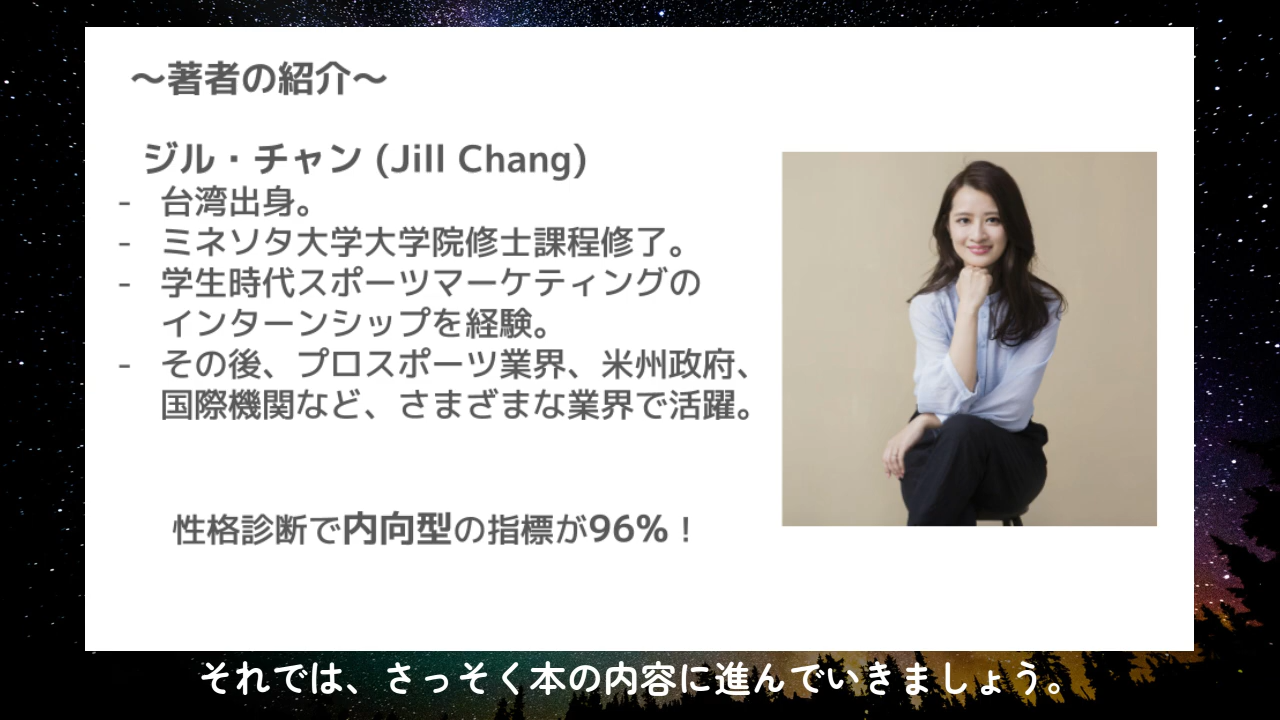 ～著者の紹介～
ジル・チャン (Jill Chang)
- 台湾出身。
- ミネソタ大学大学院修士課程修了。
- 学生時代スポーツマーケティングの
インターンシップを経験。
- その後、プロスポーツ業界、米州政府、
国際機関など、さまざまな業界で活躍。
性格診断で内向型の指標が96%！
それでは、さっそく本の内容に進んでいきましょう。